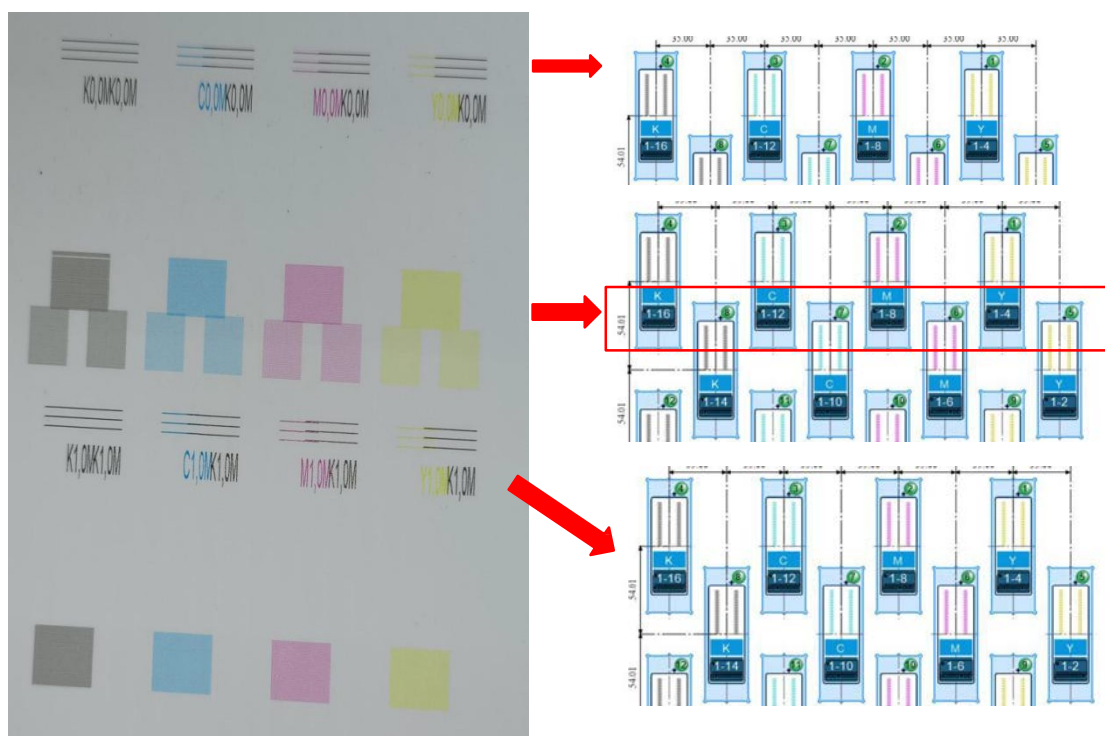 K0,0MK0,0M
C0,0MK0,0M
M0,0MK0,0M
Y0,0MK0,0M
K1,0MK1,0M
C1,0MK1,0M
M1,0MK1,0M
Y1,0MK1,0M
35.00 35.00 35.00 35.00 35.00 35.00 35.00
4 3 2 1
K C M Y
1-16 1-12 1-8 1-4
8 7 6 5
54.01
4 3 2 1
K C M Y
1-16 1-12 1-8 1-4
8 7 6 5
54.01
K C M Y
1-14 1-10 1-6 1-2
12 11 10 9
54.01
4 3 2 1
K C M Y
1-16 1-12 1-8 1-4
8 7 6 5
54.01
K C M Y
1-14 1-10 1-6 1-2
12 11 10 9
54.01